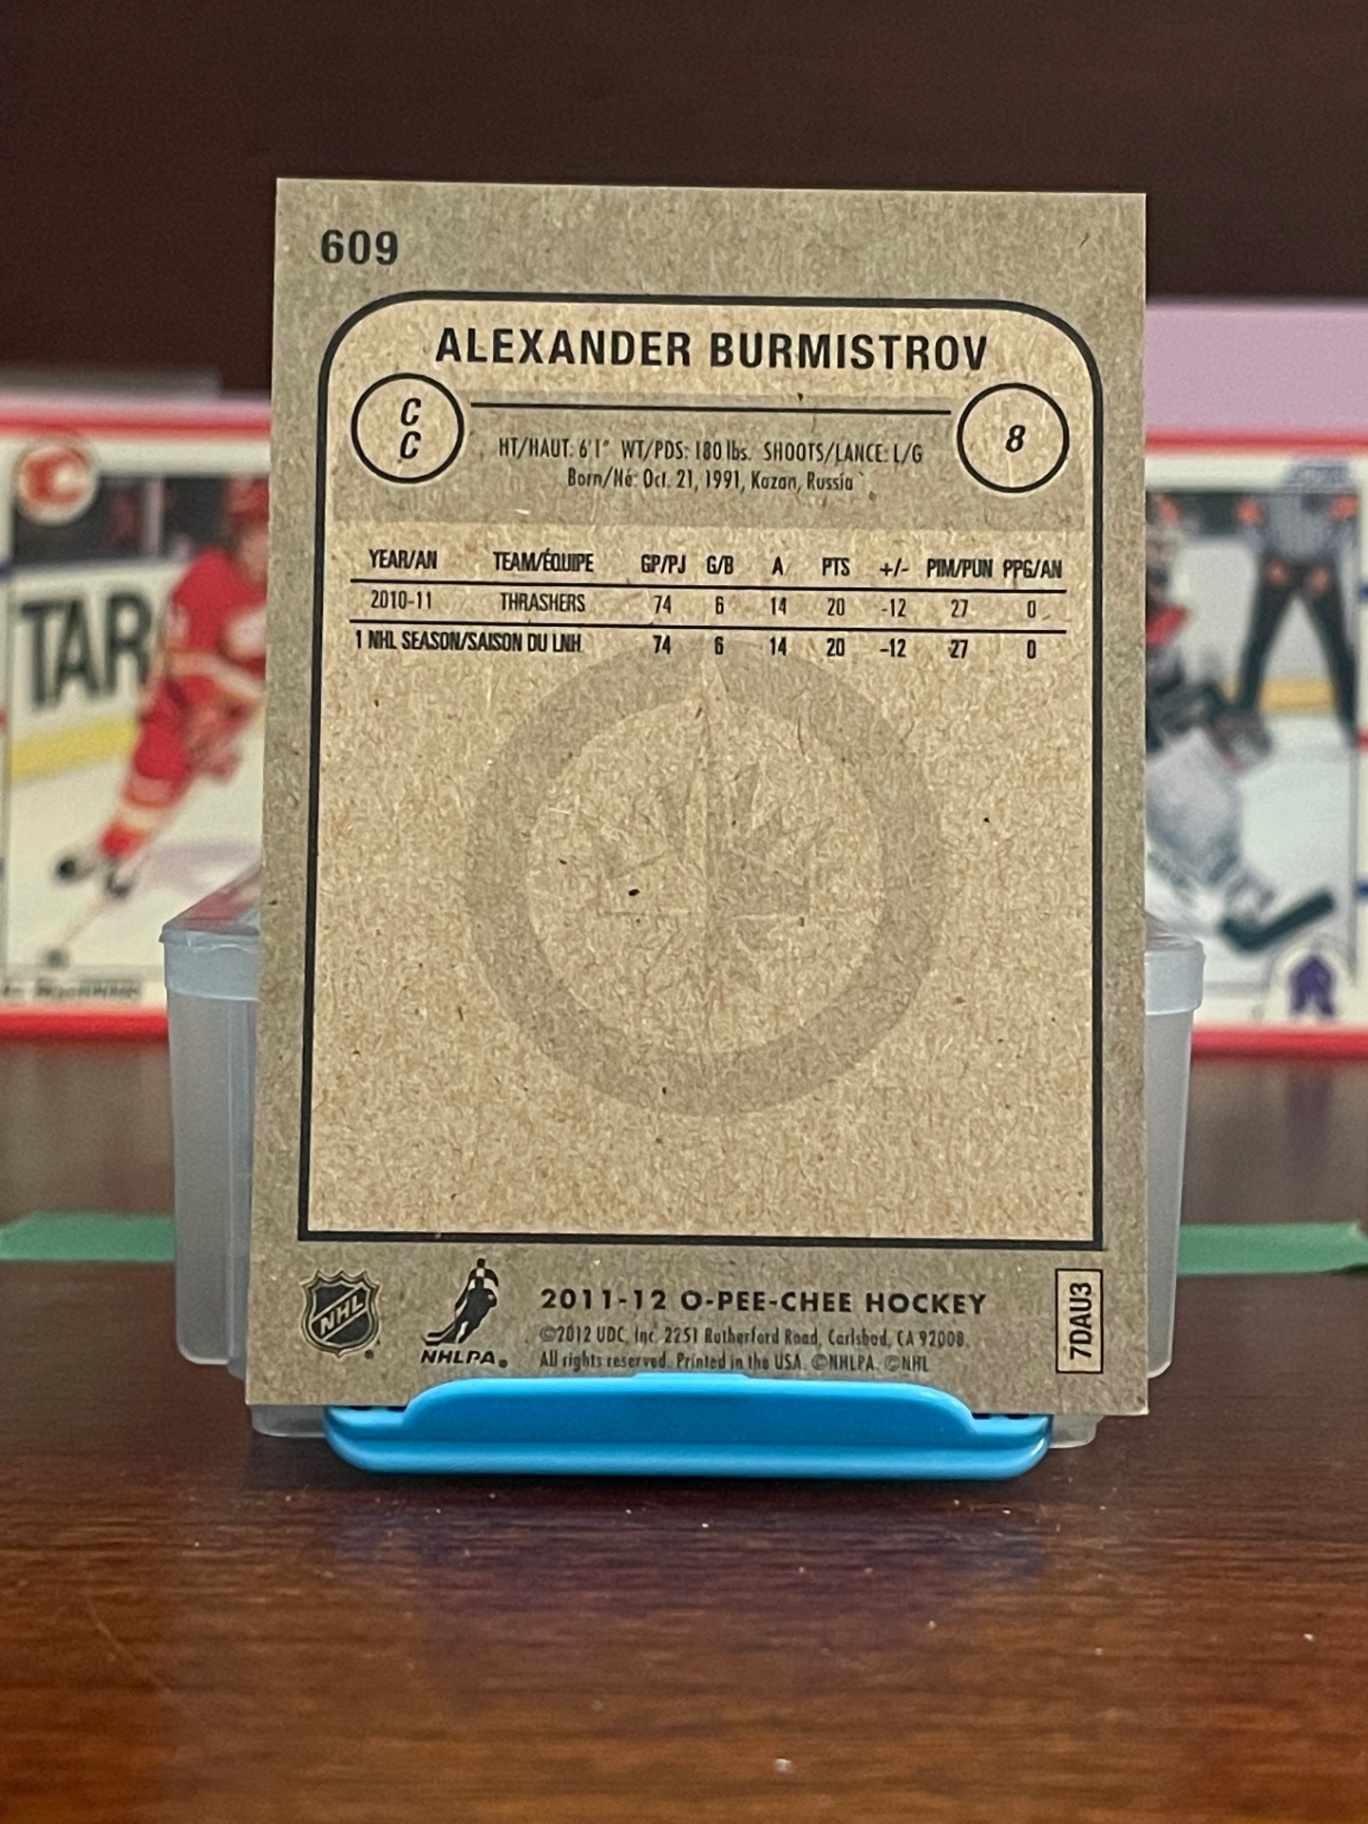 609
ALEXANDER BURMISTROV
C
C
8
HT/HAUT: 6'1" WT/PDS: 180 lbs. SHOOTS/LANCE: L/G
Born/Né: Oct. 21, 1991, Kazan, Russia
YEAR/AN TEAM/ÉQUIPE GP/PJ G/B A PTS +/- PIM/PUN PPG/AN
2010-11 THRASHERS 74 6 14 20 -12 27 0
1 NHL SEASON/SAISON DU LNH 74 6 14 20 -12 27 0
TAR
NHL
NHLPA
2011-12 O-PEE-CHEE HOCKEY
©2012 UDC, Inc. 2251 Rutherford Road, Carlsbad, CA 92008.
All rights reserved. Printed in the USA. ©NHLPA. ©NHL
7DAU3